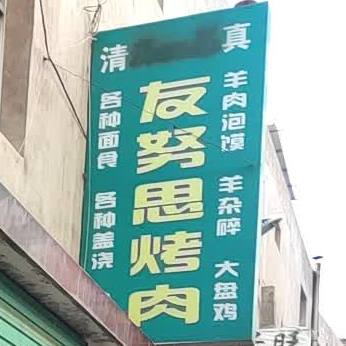 清 真
友努思烤肉
羊肉泡馍 羊杂碎 大盘鸡
各种面食 各种盖浇
旺